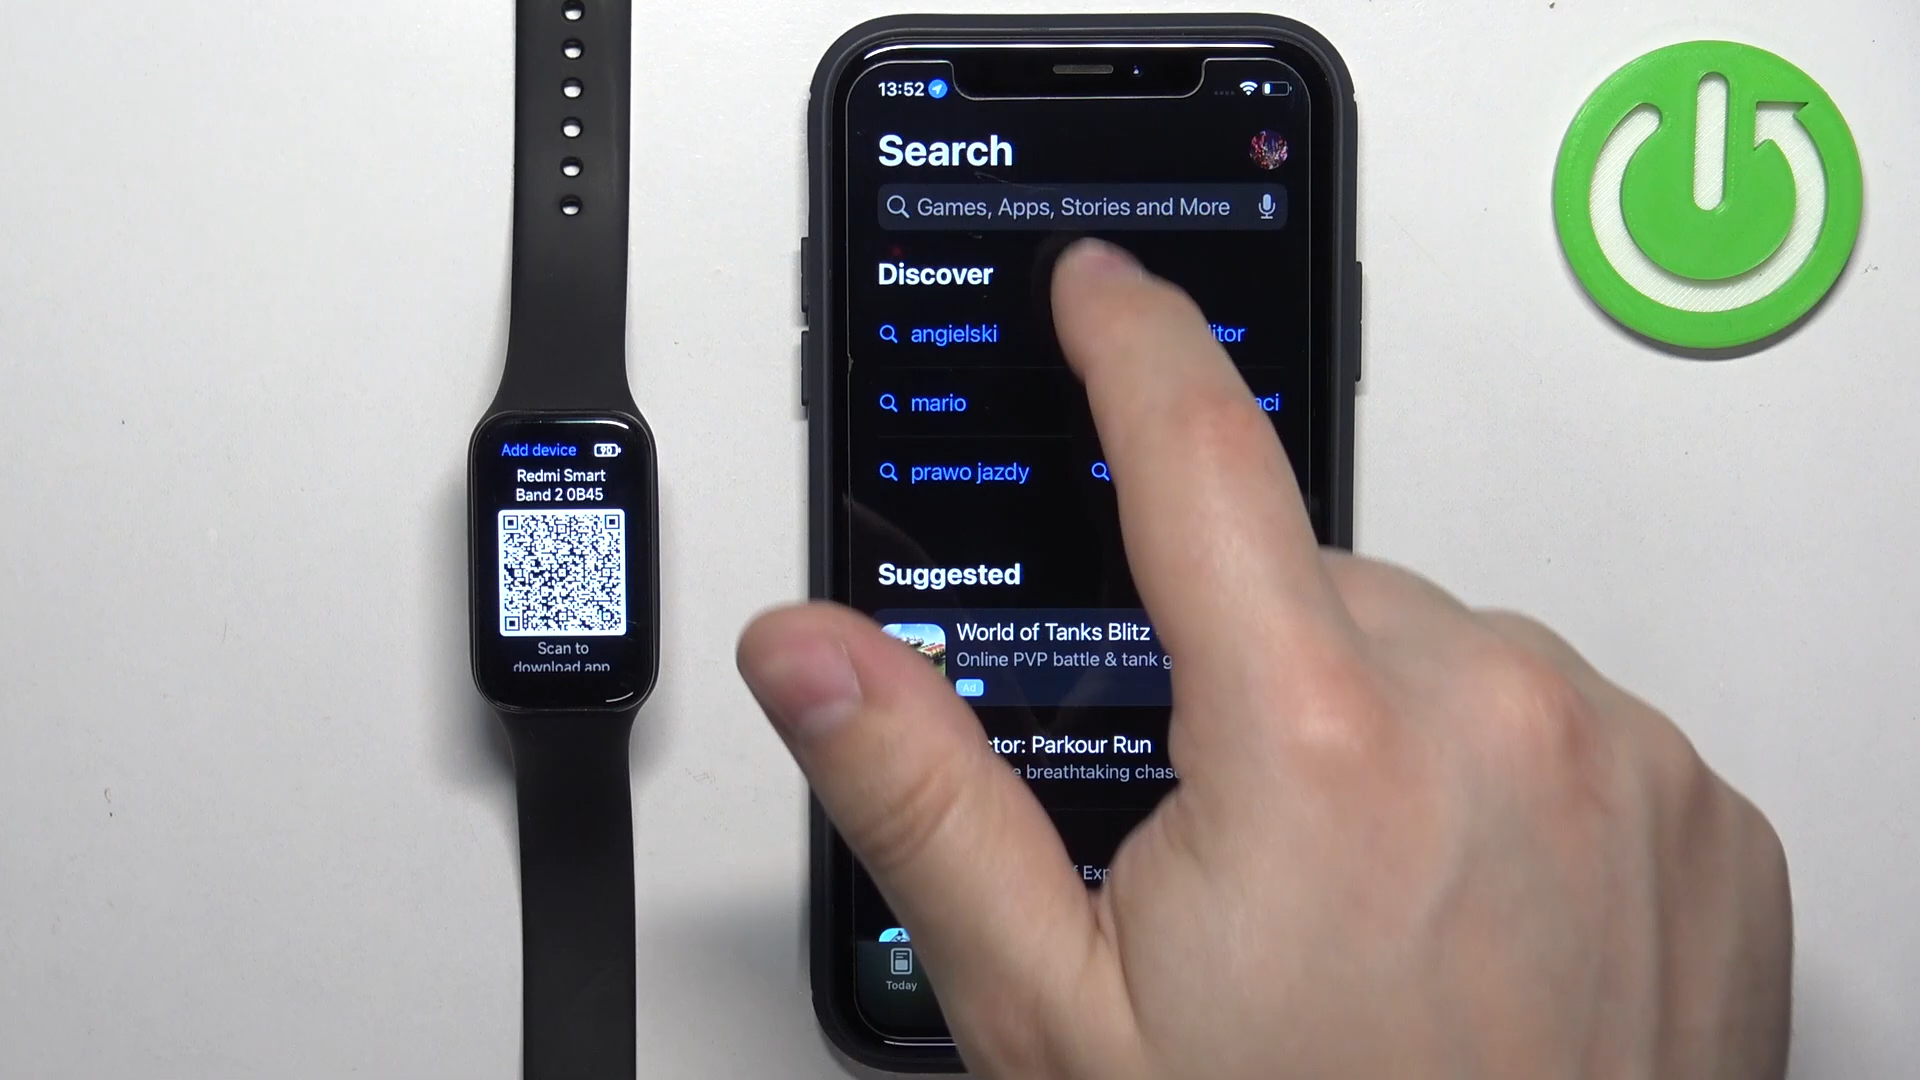 Add device 90
Redmi Smart
Band 2 0B45
Scan to
download app
13:52
Search
Games, Apps, Stories and More
Discover
angielski
mario
prawo jazdy
Suggested
World of Tanks Blitz
Online PVP battle & tank
Ad
Parkour Run
breathtaking
Today